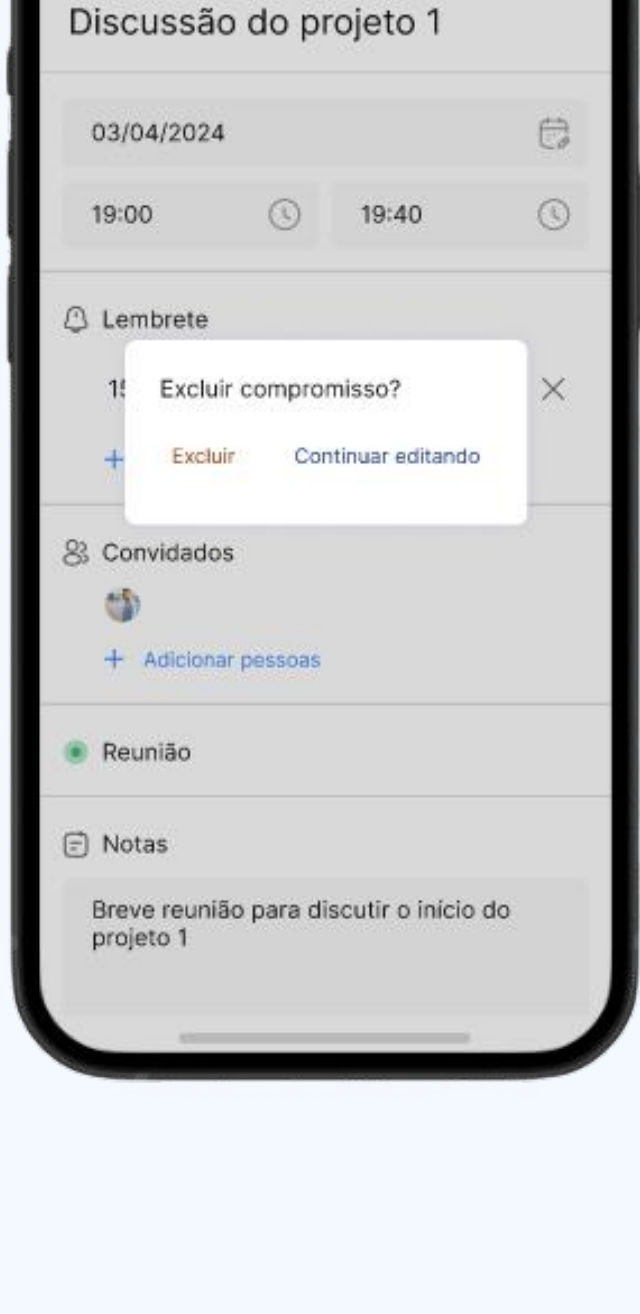 Discussão do projeto 1
03/04/2024
19:00 19:40
Lembrete
Excluir compromisso?
Excluir Continuar editando
Convidados
+ Adicionar pessoas
Reunião
Notas
Breve reunião para discutir o início do
projeto 1